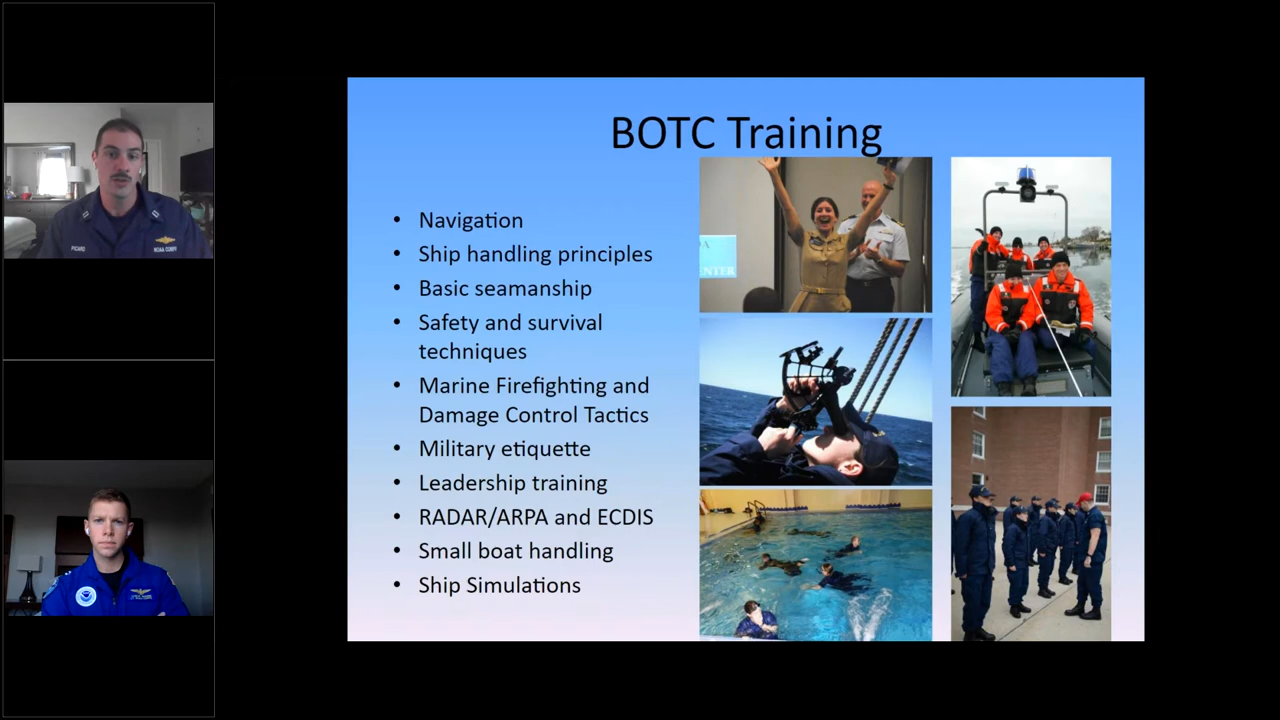 BOTC Training
• Navigation
• Ship handling principles
• Basic seamanship
• Safety and survival
techniques
• Marine Firefighting and
Damage Control Tactics
• Military etiquette
• Leadership training
• RADAR/ARPA and ECDIS
• Small boat handling
• Ship Simulations
ENTER
PICARD
NOAA CORPS